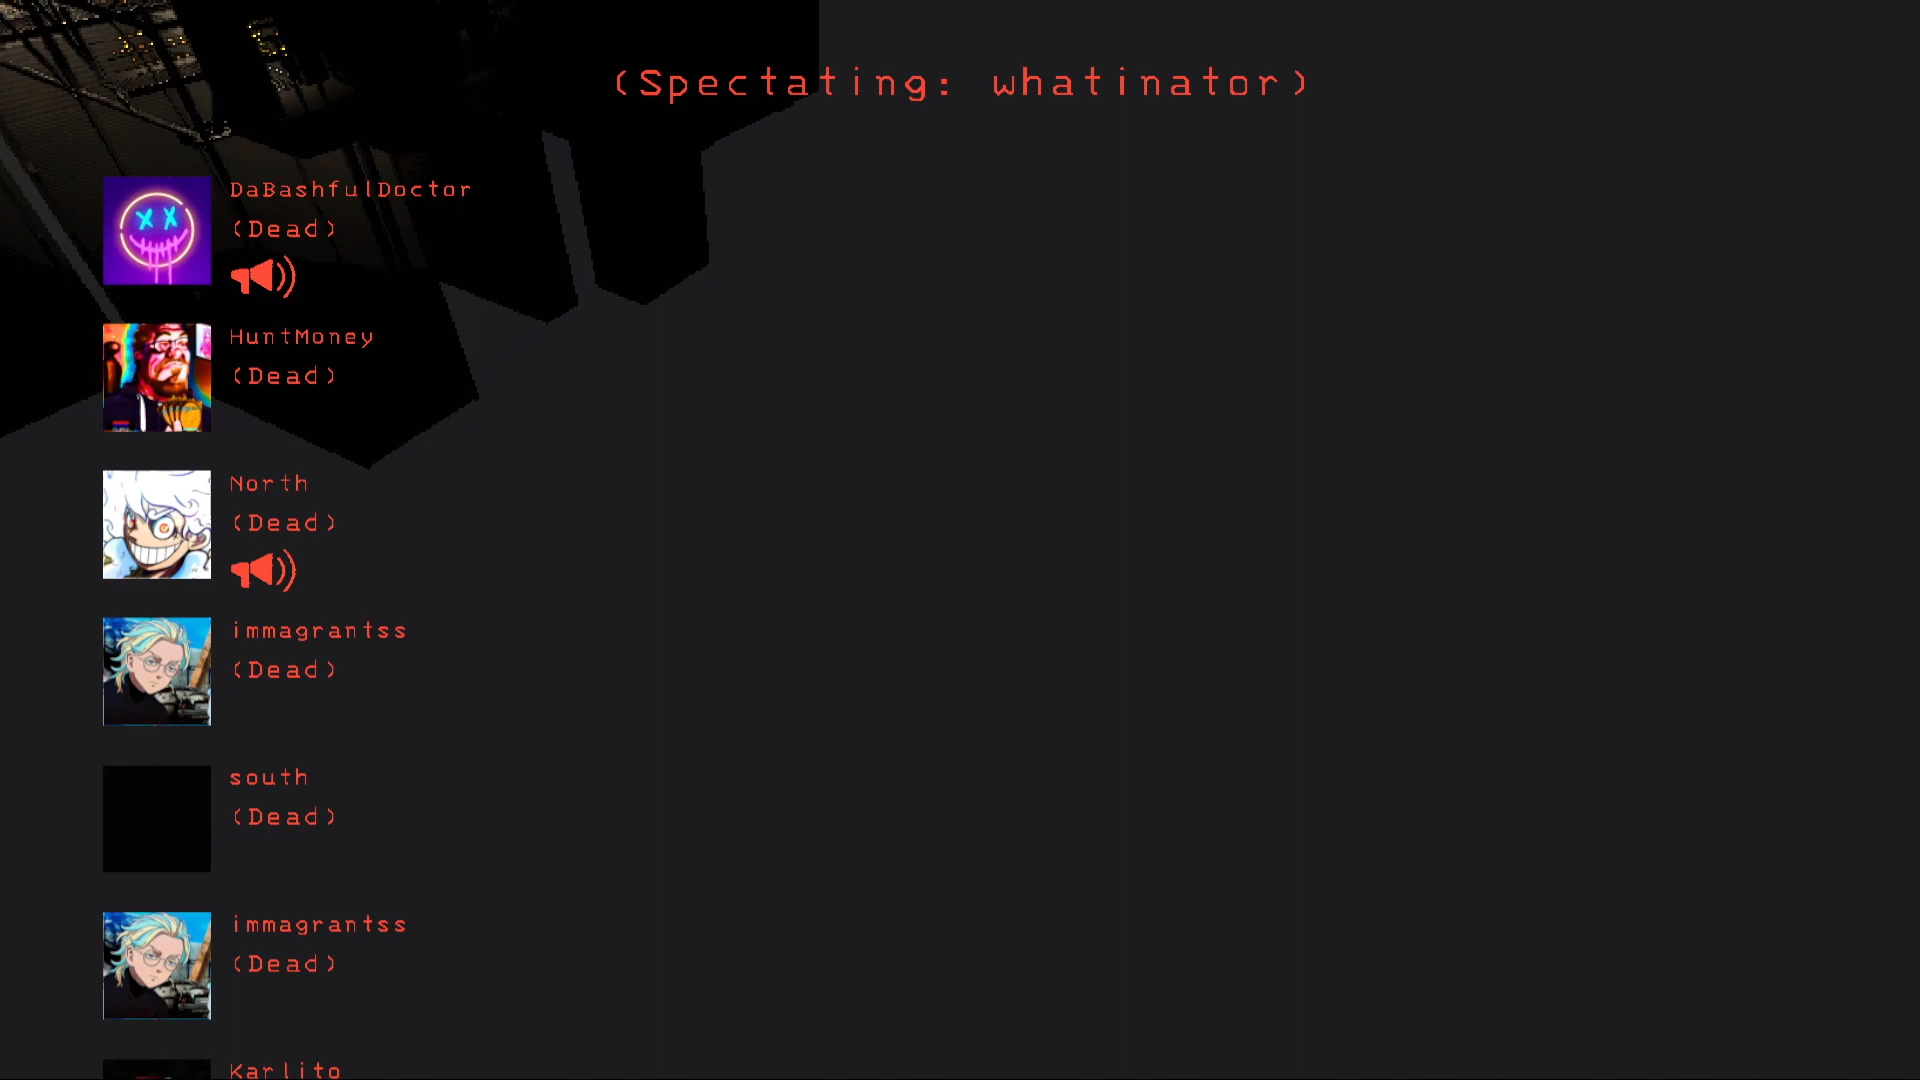 (Spectating: whatinator)
DaBashfulDoctor
(Dead)
HuntMoney
(Dead)
North
(Dead)
immagrantss
(Dead)
south
(Dead)
immagrantss
(Dead)
Karlito